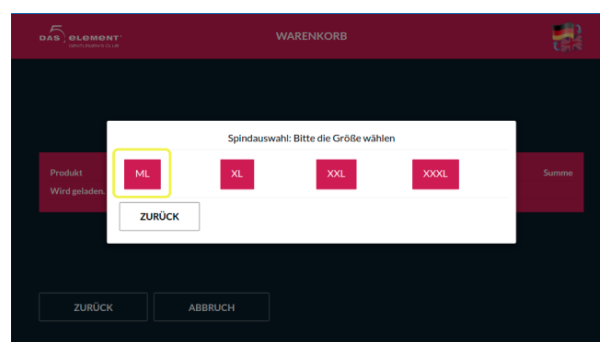 DAS 5 ELEMENT
WARENKORB
Spindauswahl: Bitte die Größe wählen
Produkt
Summe
ML
XL
XXL
XXXL
Wird geladen.
ZURÜCK
ZURÜCK
ABBRUCH